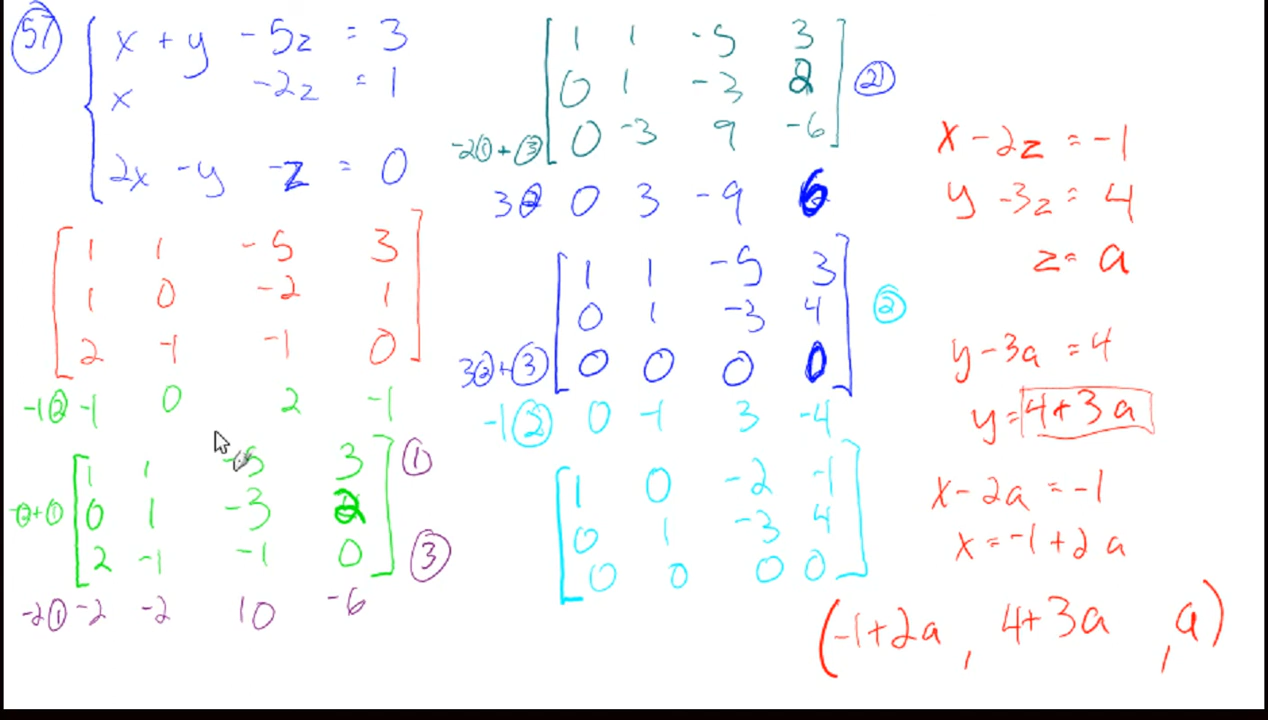 57
x + y - 5z = 3
x - 2z = 1
2x - y - z = 0
1 1 -5 3
1 0 -2 1
2 -1 -1 0
-1② -1 0 2 -1
1 1 -5 3 ①
-②+① 0 1 -3 2
2 -1 -1 0 ③
-2① -2 -2 10 -6
1 1 -5 3
0 1 -3 2 ②
-2①+③ 0 -3 9 -6
3② 0 3 -9 6
1 1 -5 3
0 1 -3 4 ②
3②+③ 0 0 0 0
-1② 0 -1 3 -4
1 0 -2 -1
0 1 -3 4
0 0 0 0
x - 2z = -1
y - 3z = 4
z = a
y - 3a = 4
y = 4 + 3a
x - 2a = -1
x = -1 + 2a
(-1+2a, 4+3a, a)